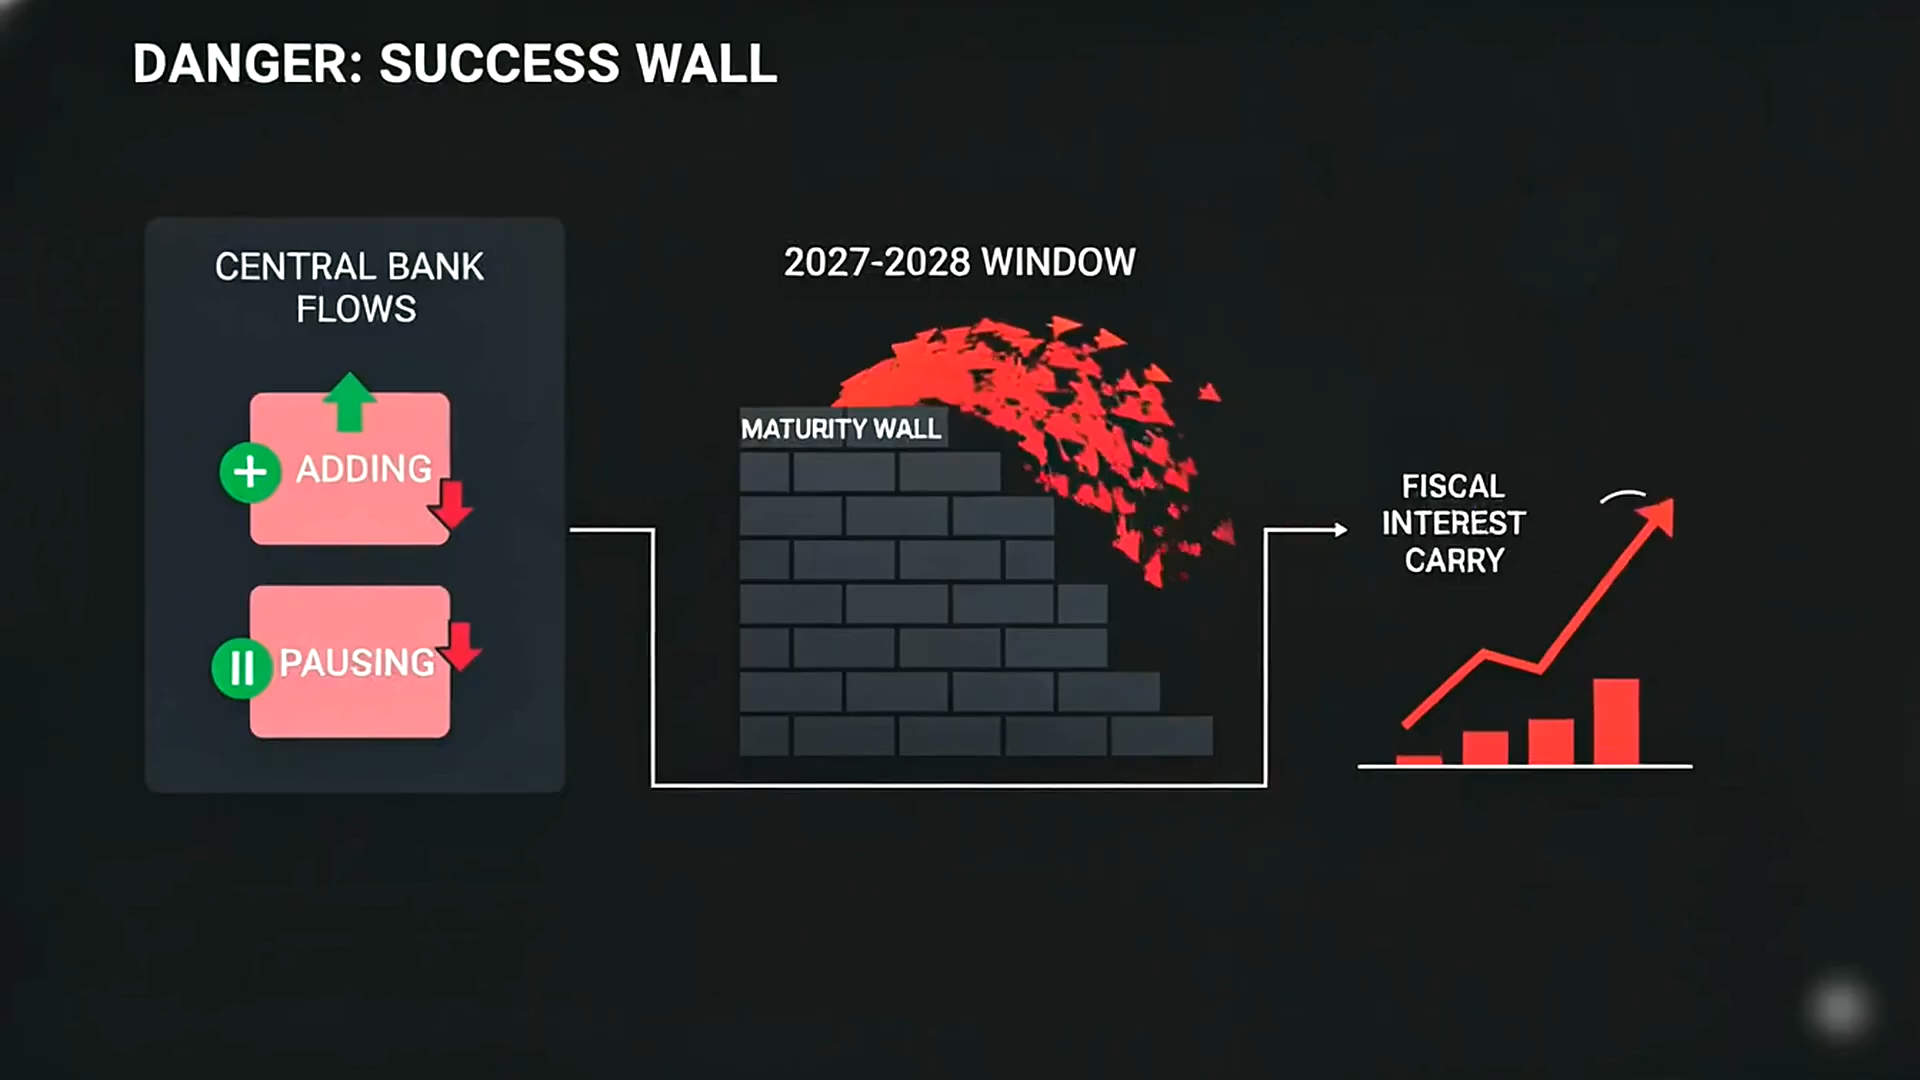 DANGER: SUCCESS WALL
CENTRAL BANK
FLOWS
ADDING
PAUSING
2027-2028 WINDOW
MATURITY WALL
FISCAL
INTEREST
CARRY